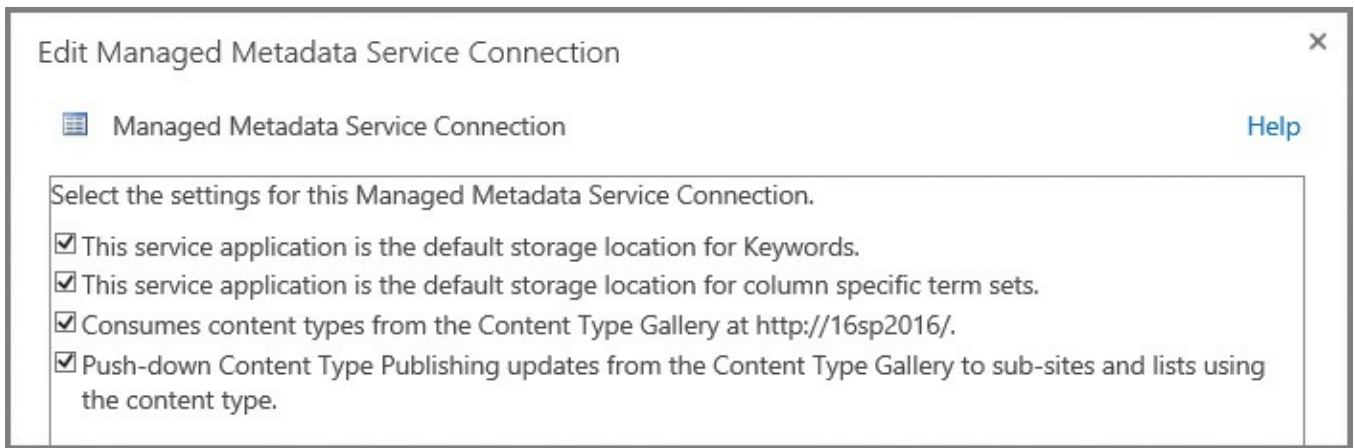 Edit Managed Metadata Service Connection
Managed Metadata Service Connection
Help
Select the settings for this Managed Metadata Service Connection.
This service application is the default storage location for Keywords.
This service application is the default storage location for column specific term sets.
Consumes content types from the Content Type Gallery at http://16sp2016/.
Push-down Content Type Publishing updates from the Content Type Gallery to sub-sites and lists using
the content type.